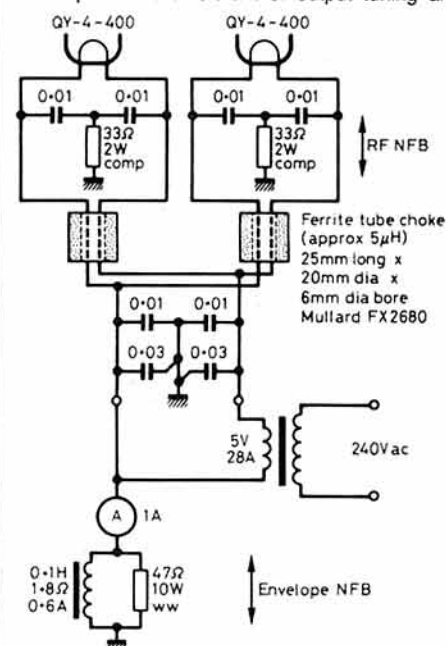 QY-4-400
QY-4-400
0·01
0·01
0·01
0·01
33Ω
2W
comp
33Ω
2W
comp
RF NFB
Ferrite tube choke
(approx 5μH)
25mm long x
20mm dia x
6mm dia bore
Mullard FX2680
0·01
0·01
0·03
0·03
5V
28A
240Vac
A
1A
0·1H
1·8Ω
0·6A
47Ω
10W
ww
Envelope NFB